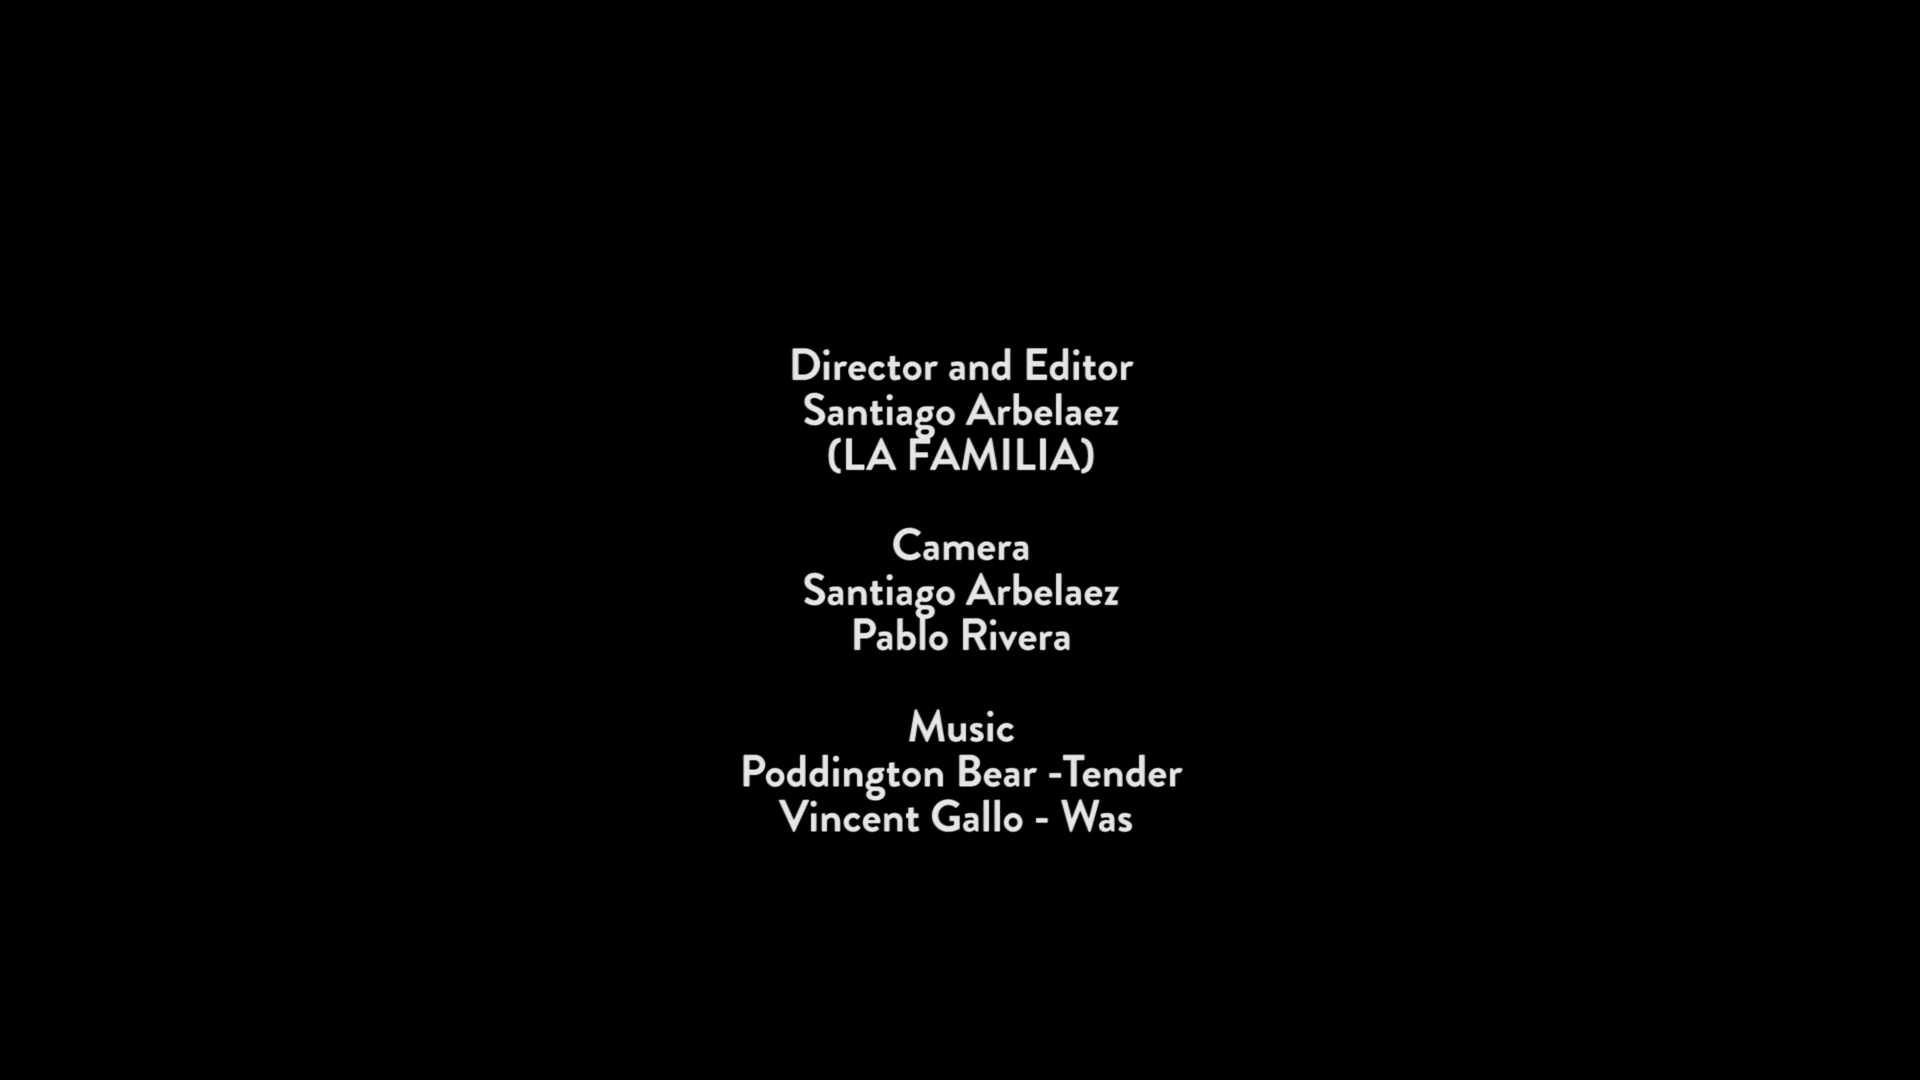 Director and Editor
Santiago Arbelaez
(LA FAMILIA)
Camera
Santiago Arbelaez
Pablo Rivera
Music
Poddington Bear -Tender
Vincent Gallo - Was